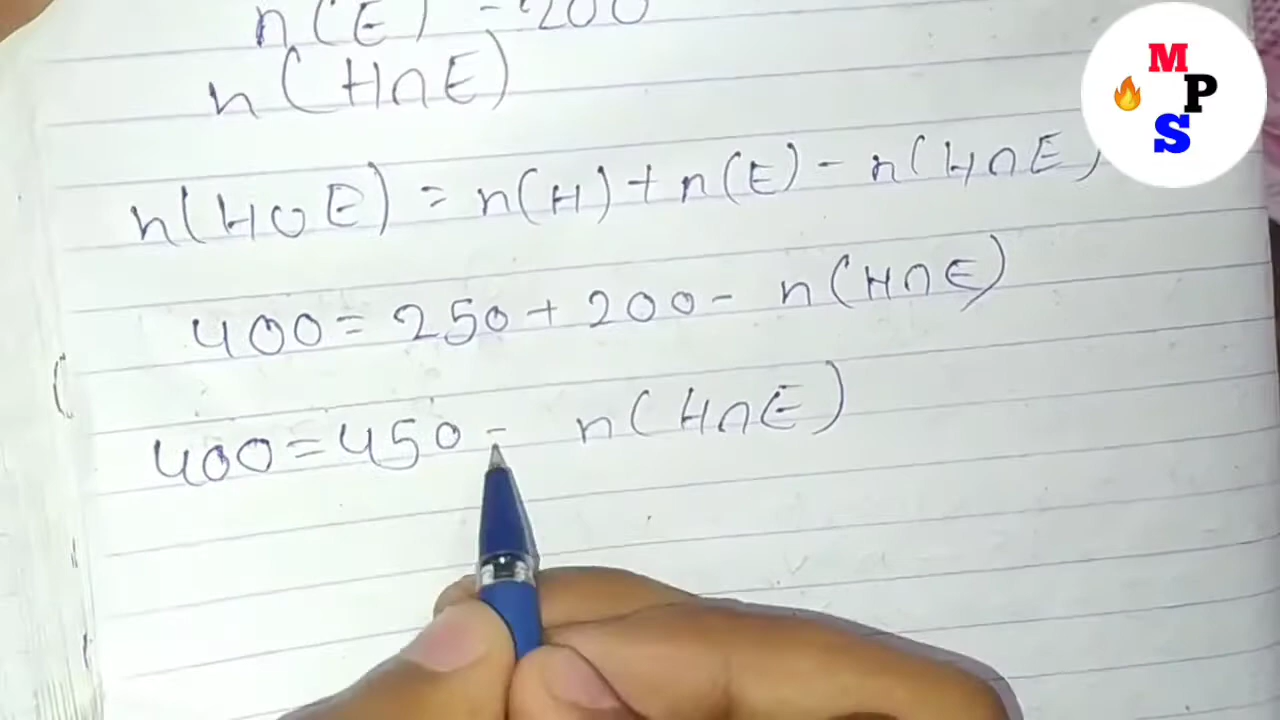 n(E) = 200
n(H∩E)
n(H∪E) = n(H) + n(E) - n(H∩E)
400 = 250 + 200 - n(H∩E)
400 = 450 - n(H∩E)
M
P
S